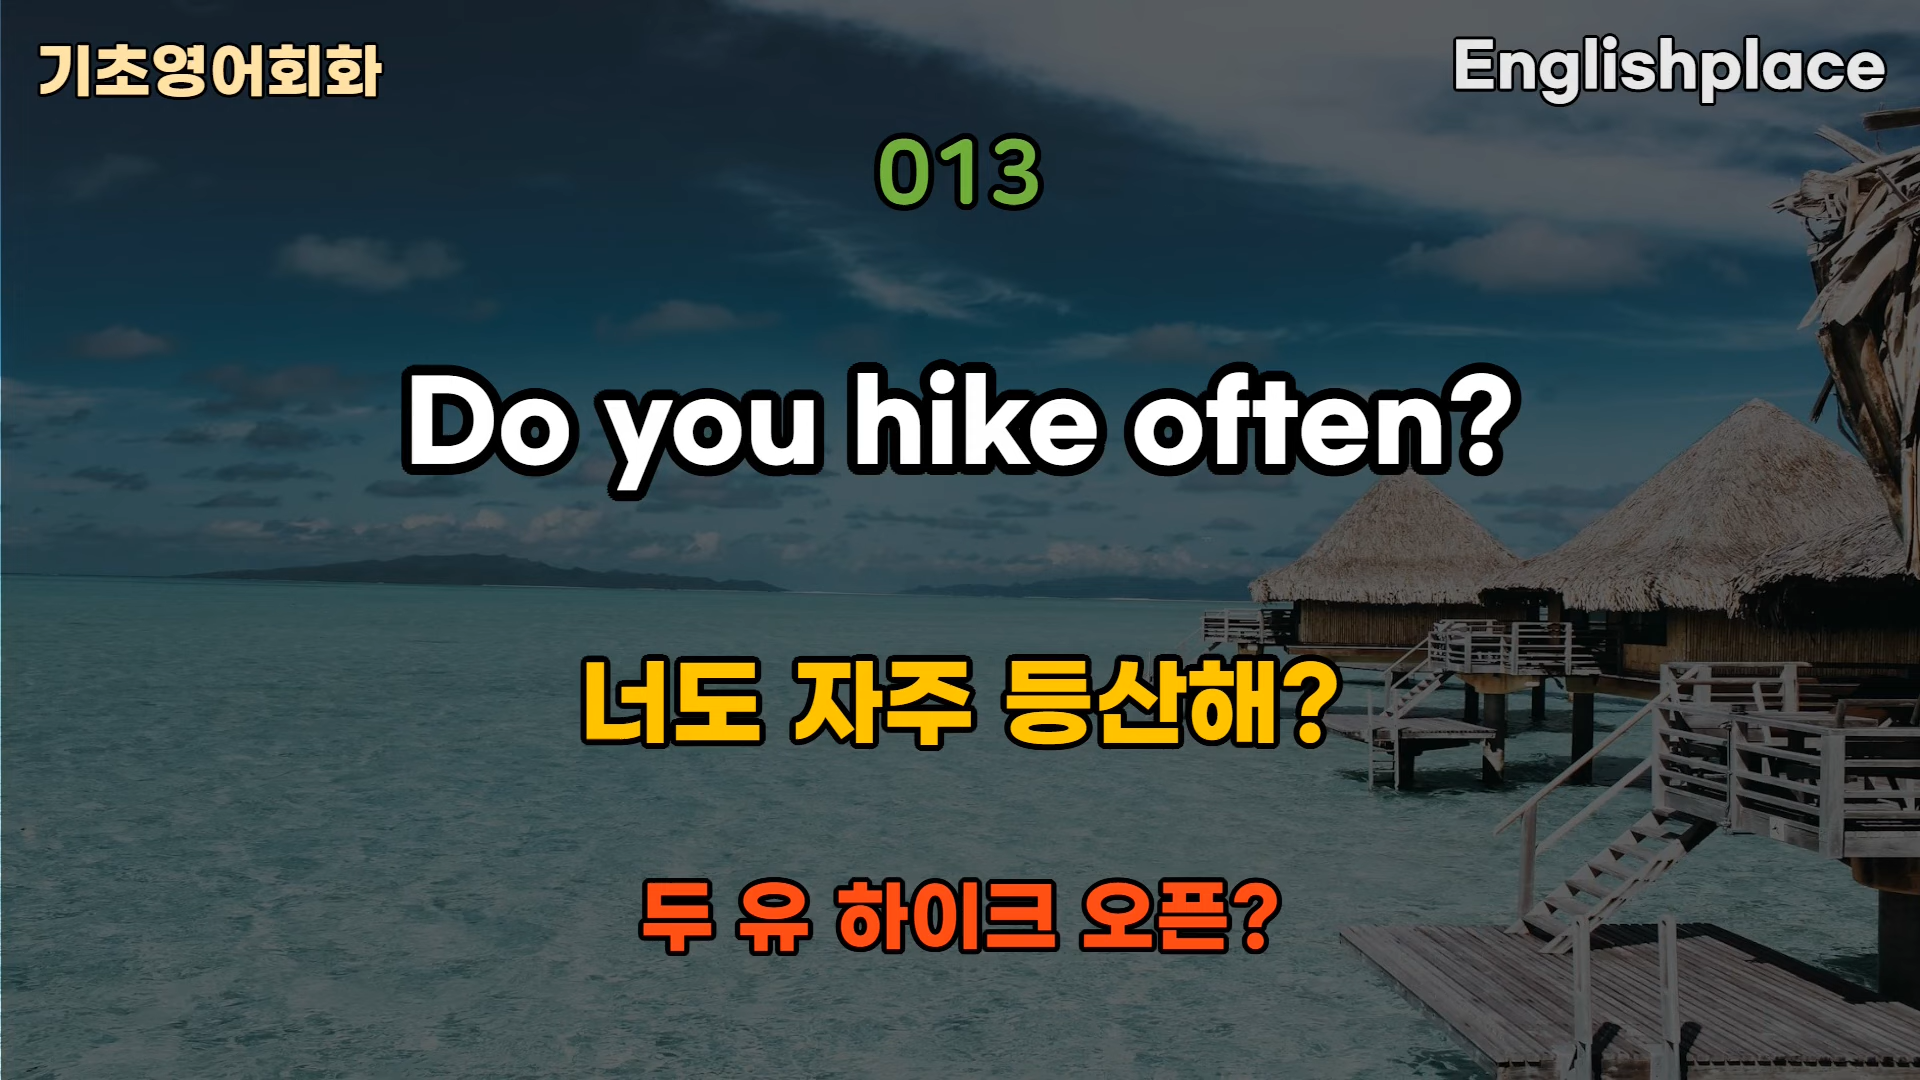 기초영어회화
Englishplace
013
Do you hike often?
너도 자주 등산해?
두 유 하이크 오픈?